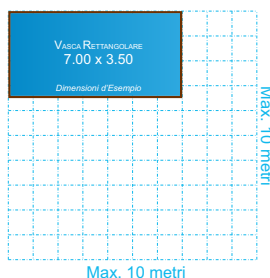 Vasca Rettangolare
7.00 x 3.50
Dimensioni d'Esempio
Max. 10 metri
Max. 10 metri